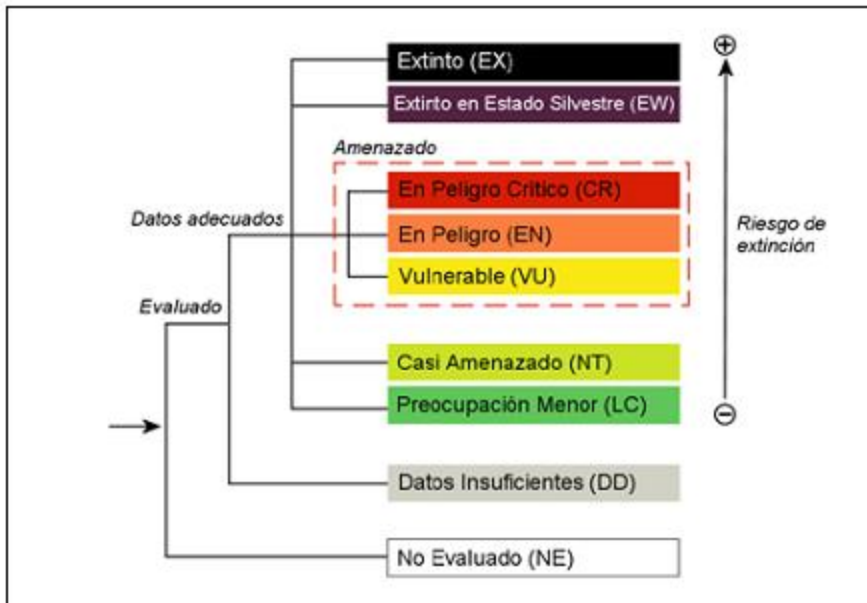 Extinto (EX)
Extirto en Estado Silvestre (EW)
Amenazado
En Peligro Crítico (CR)
Datos adecuados
En Peligro (EN)
Riesgo de
extinción
Vulnerable (VU)
Evaluado
Casi Amenazado (NT)
Preocupación Menor (LC)
Datos Insuficientes (DD)
No Evaluado (NE)